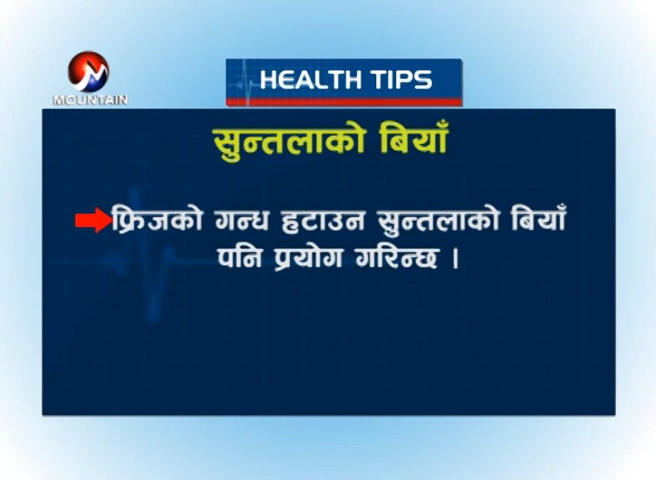 MOUNTAIN
HEALTH TIPS
सुन्तलाको बियाँ
फ्रिजको गन्ध हटाउन सुन्तलाको बियाँ
पनि प्रयोग गरिन्छ ।